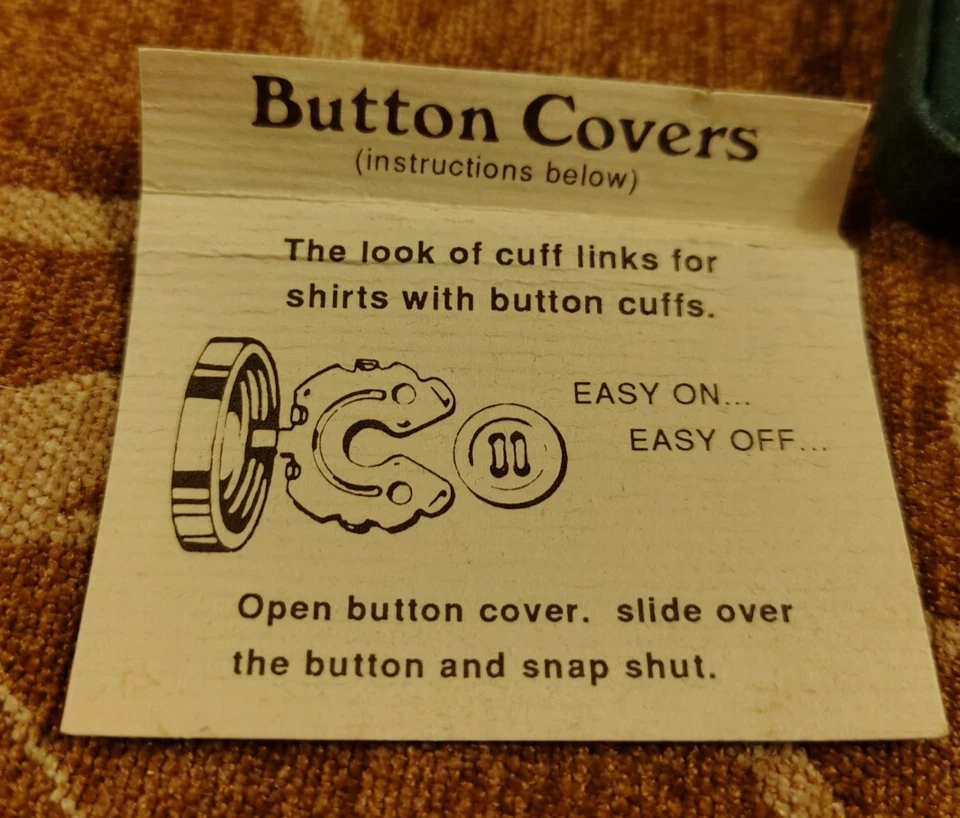 Button Covers
(instructions below)
The look of cuff links for
shirts with button cuffs.
EASY ON...
EASY OFF...
Open button cover. slide over
the button and snap shut.